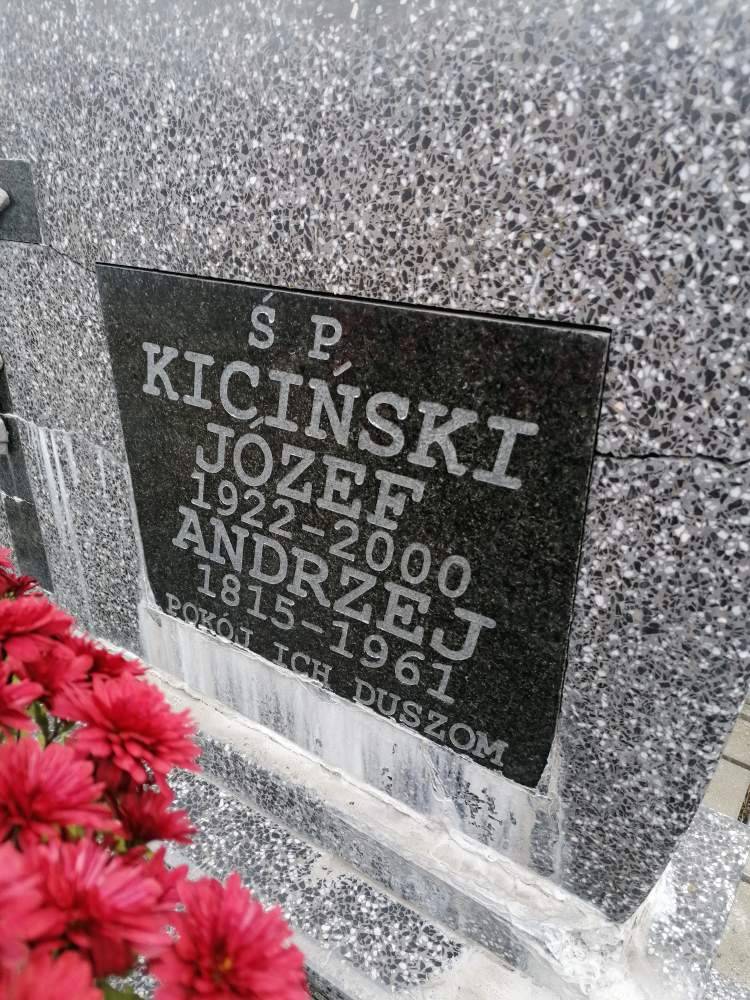 Ś P
KICIŃSKI
JÓZEF
1922-2000
ANDRZEJ
1815-1961
POKÓJ ICH DUSZOM